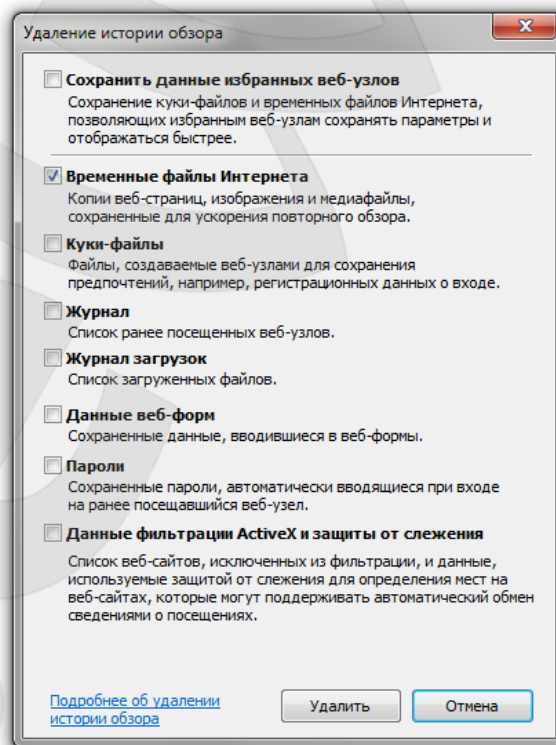 Удаление истории обзора
Сохранить данные избранных веб-узлов
Сохранение куки-файлов и временных файлов Интернета,
позволяющих избранным веб-узлам сохранять параметры и
отображаться быстрее.
Временные файлы Интернета
Копии веб-страниц, изображения и медиафайлы,
сохраненные для ускорения повторного обзора.
Куки-файлы
Файлы, создаваемые веб-узлами для сохранения
предпочтений, например, регистрационных данных о входе.
Журнал
Список ранее посещенных веб-узлов.
Журнал загрузок
Список загруженных файлов.
Данные веб-форм
Сохраненные данные, вводившиеся в веб-формы.
Пароли
Сохраненные пароли, автоматически вводящиеся при входе
на ранее посещавшийся веб-узел.
Данные фильтрации ActiveX и защиты от слежения
Список веб-сайтов, исключенных из фильтрации, и данные,
используемые защитой от слежения для определения мест на
веб-сайтах, которые могут поддерживать автоматический обмен
сведениями о посещениях.
Подробнее об удалении
истории обзора
Удалить
Отмена